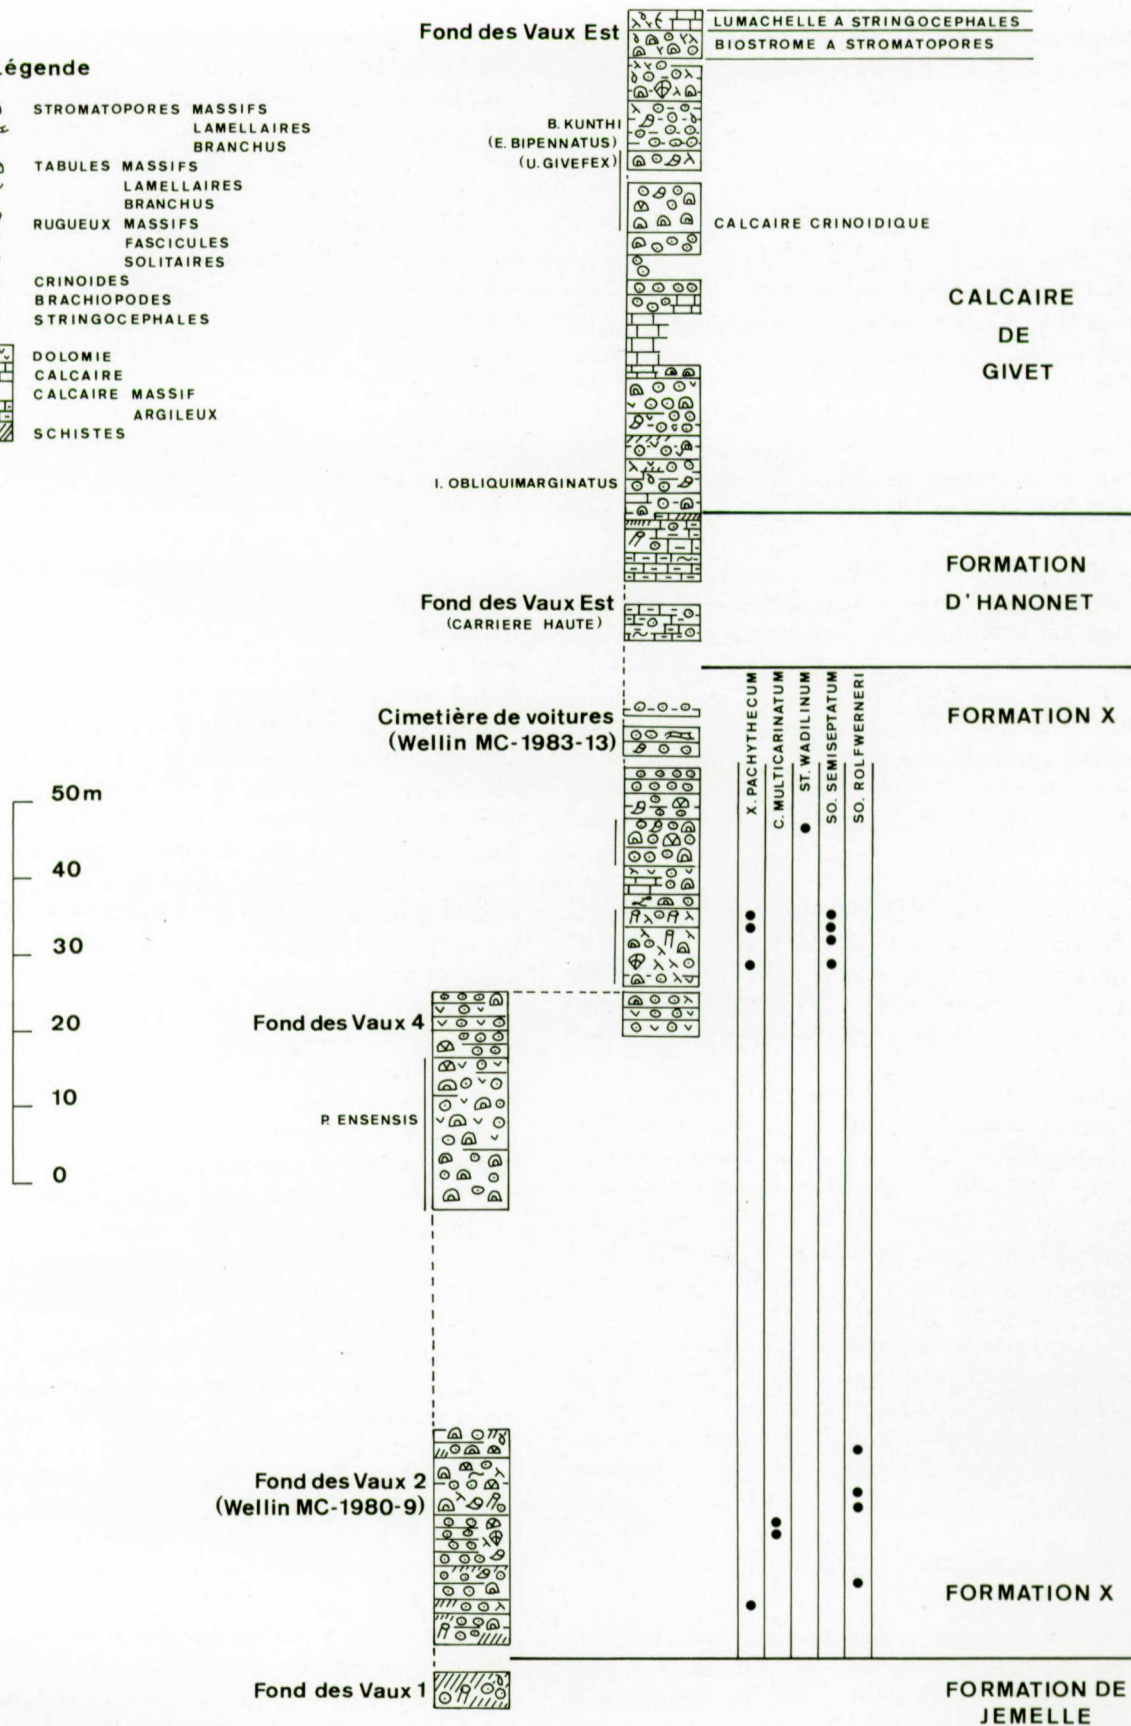 Fond des Vaux Est
LUMACHELLE A STRINGOCEPHALES
BIOSTROME A STROMATOPORES
Légende
STROMATOPORES MASSIFS
LAMELLAIRES
BRANCHUS
TABULES MASSIFS
LAMELLAIRES
BRANCHUS
RUGUEUX MASSIFS
FASCICULES
SOLITAIRES
CRINOIDES
BRACHIOPODES
STRINGOCEPHALES
DOLOMIE
CALCAIRE
CALCAIRE MASSIF
ARGILEUX
SCHISTES
B. KUNTHI
(E. BIPENNATUS)
(U. GIVEFEX)
CALCAIRE CRINOIDIQUE
CALCAIRE
DE
GIVET
I. OBLIQUIMARGINATUS
FORMATION
D'HANONET
Fond des Vaux Est
(CARRIERE HAUTE)
Cimetière de voitures
(Wellin MC-1983-13)
X. PACHYTHECUM
C. MULTICARINATUM
ST. WADILINUM
SO. SEMISEPTATUM
SO. ROLFWERNERI
FORMATION X
50m
40
30
20
10
0
Fond des Vaux 4
P. ENSENSIS
Fond des Vaux 2
(Wellin MC-1980-9)
FORMATION X
Fond des Vaux 1
FORMATION DE
JEMELLE